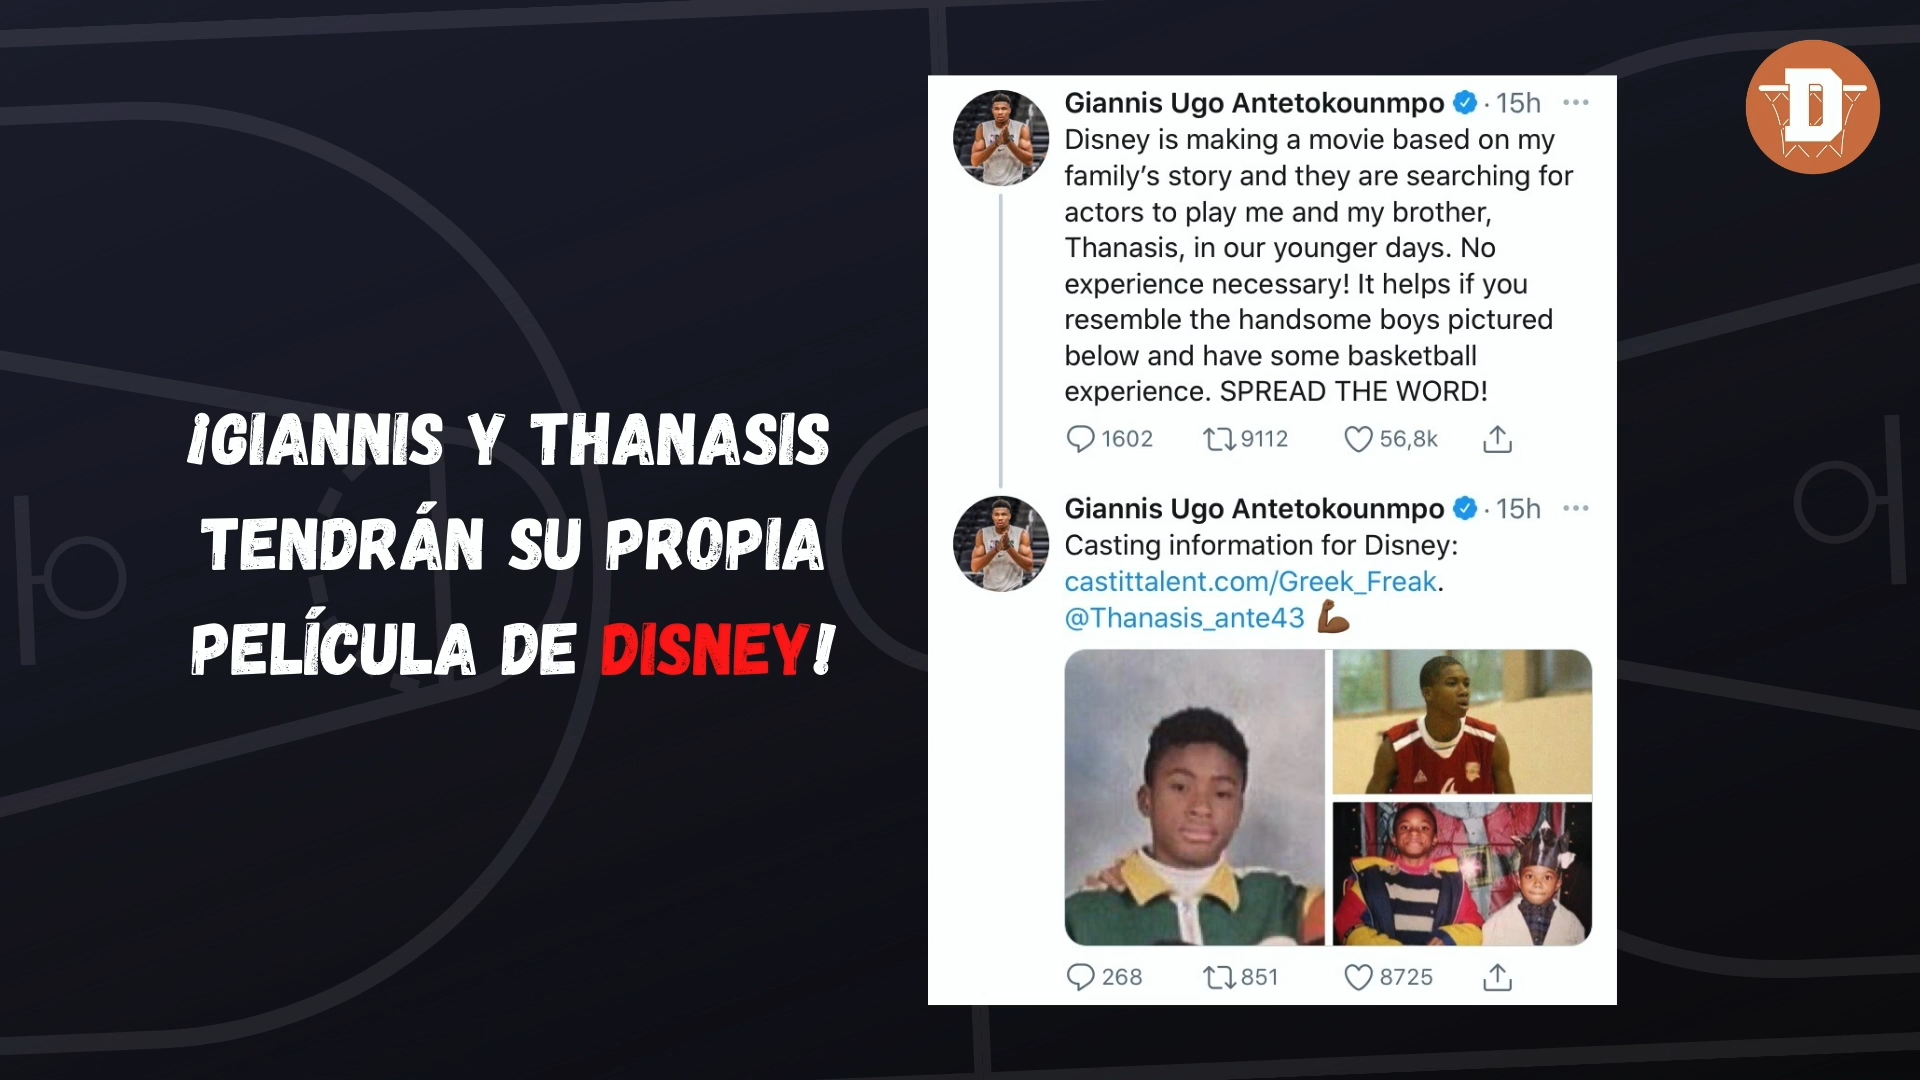 ¡GIANNIS Y THANASIS
TENDRÁN SU PROPIA
PELÍCULA DE DISNEY!
D
Giannis Ugo Antetokounmpo · 15h
Disney is making a movie based on my
family’s story and they are searching for
actors to play me and my brother,
Thanasis, in our younger days. No
experience necessary! It helps if you
resemble the handsome boys pictured
below and have some basketball
experience. SPREAD THE WORD!
1602 9112 56,8k
Giannis Ugo Antetokounmpo · 15h
Casting information for Disney:
castittalent.com/Greek_Freak.
@Thanasis_ante43 💪🏾
268 851 8725